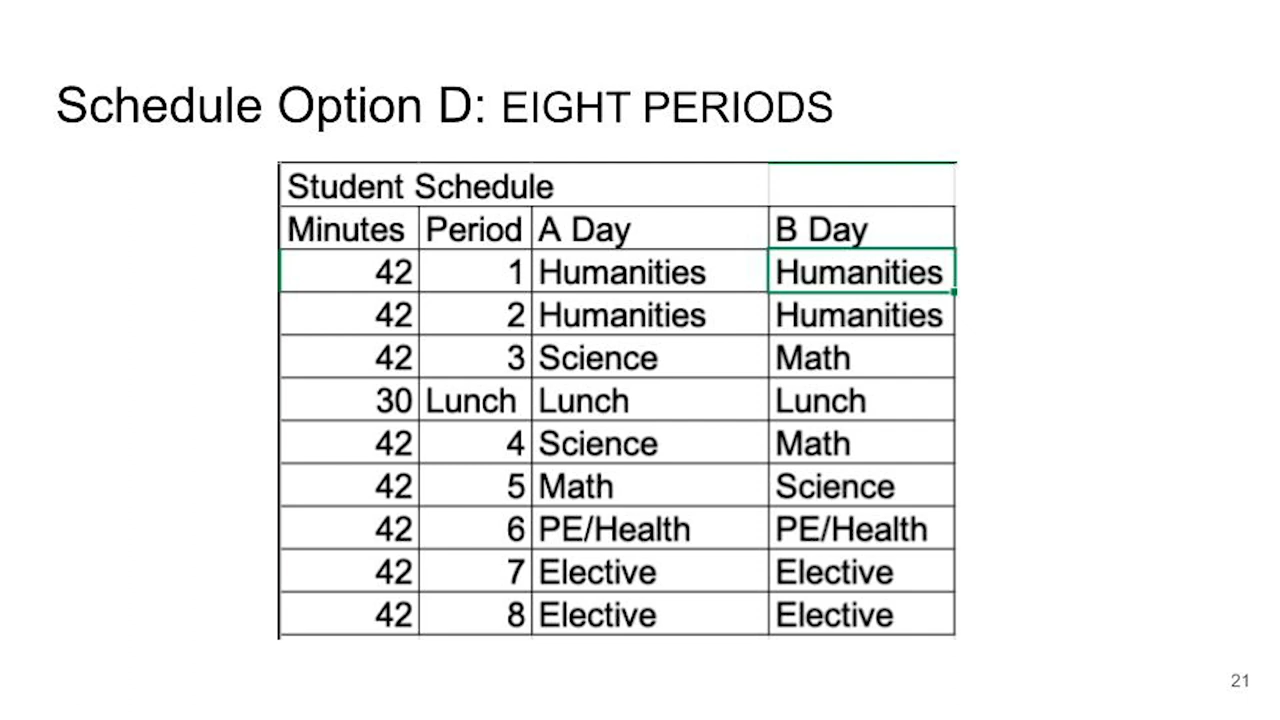 Schedule Option D: EIGHT PERIODS
Student Schedule
Minutes Period A Day B Day
42 1 Humanities Humanities
42 2 Humanities Humanities
42 3 Science Math
30 Lunch Lunch Lunch
42 4 Science Math
42 5 Math Science
42 6 PE/Health PE/Health
42 7 Elective Elective
42 8 Elective Elective
21